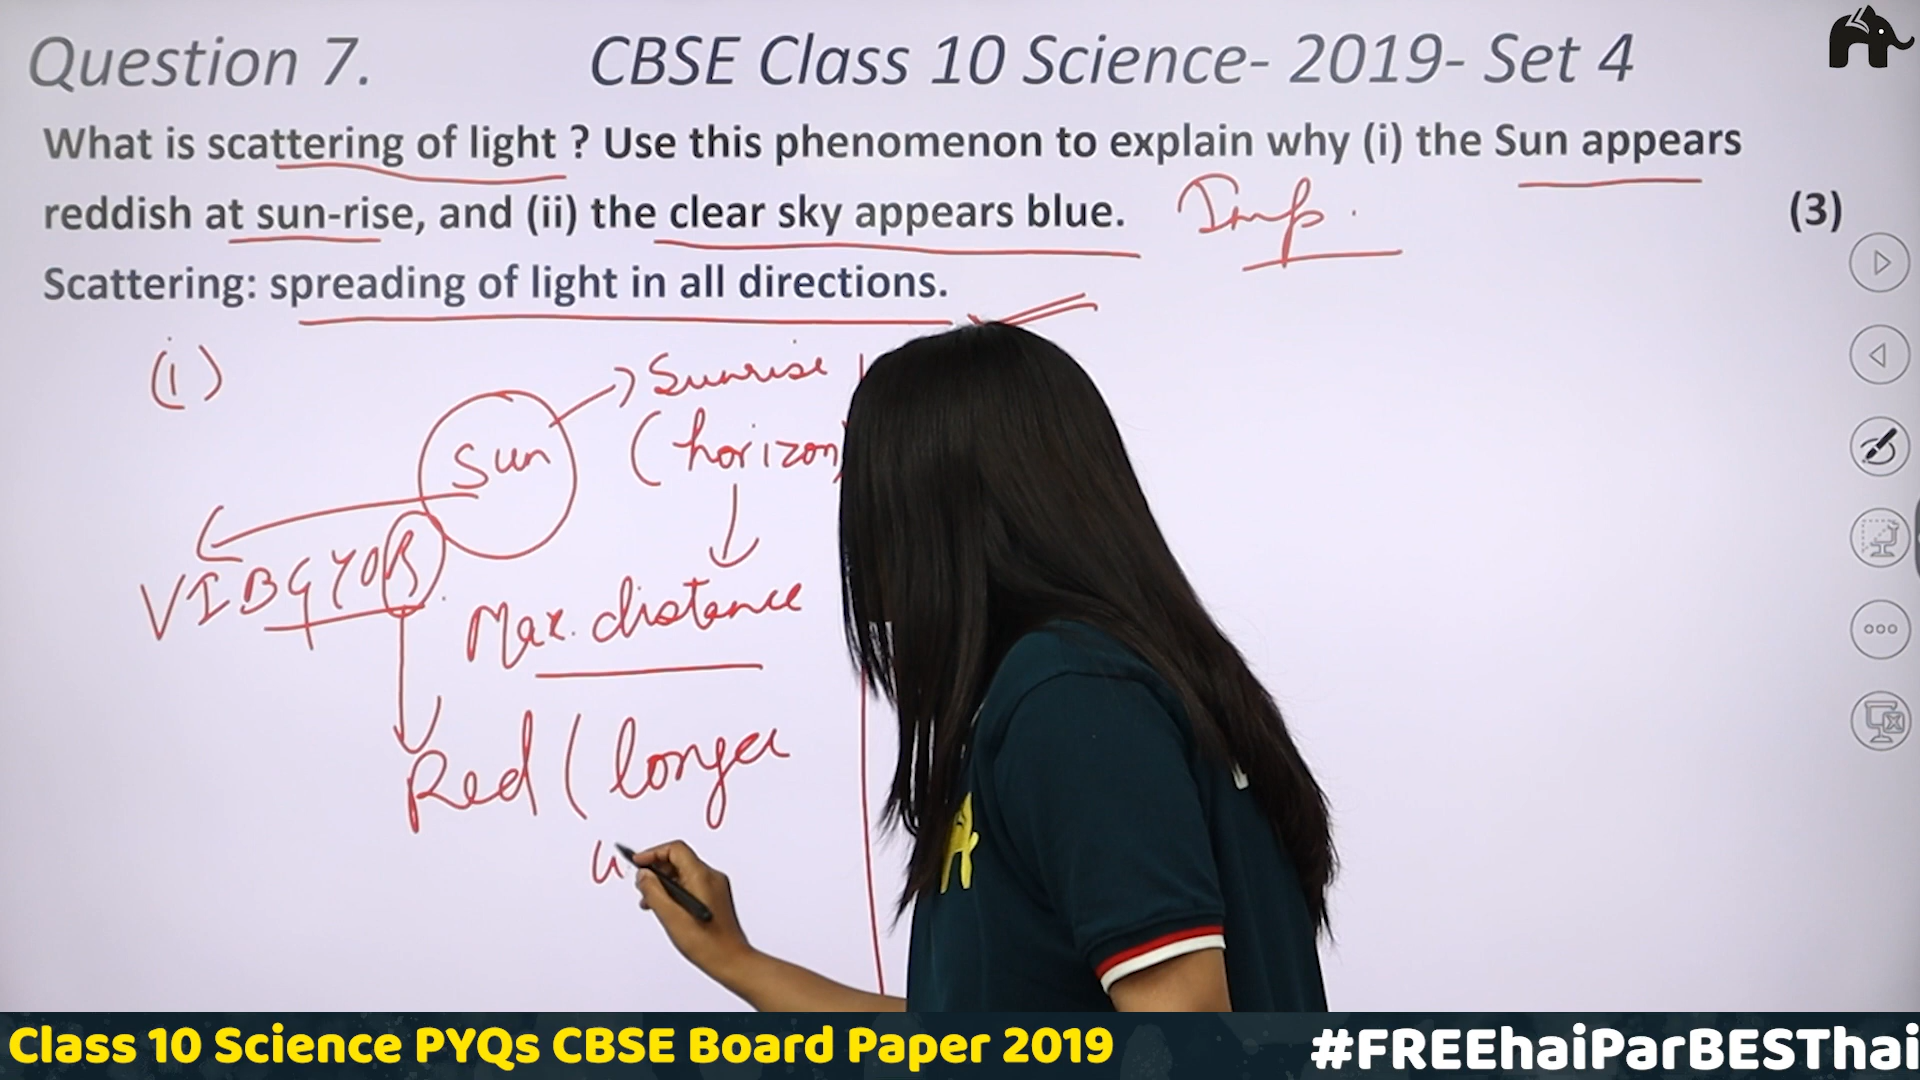 Question 7. CBSE Class 10 Science- 2019- Set 4
What is scattering of light ? Use this phenomenon to explain why (i) the Sun appears
reddish at sun-rise, and (ii) the clear sky appears blue. Imp. (3)
Scattering: spreading of light in all directions.
(i)
Sunrise
Sun (horizon
VIBGYOR
Max. distance
Red (longer
Class 10 Science PYQs CBSE Board Paper 2019 #FREEhaiParBESThai